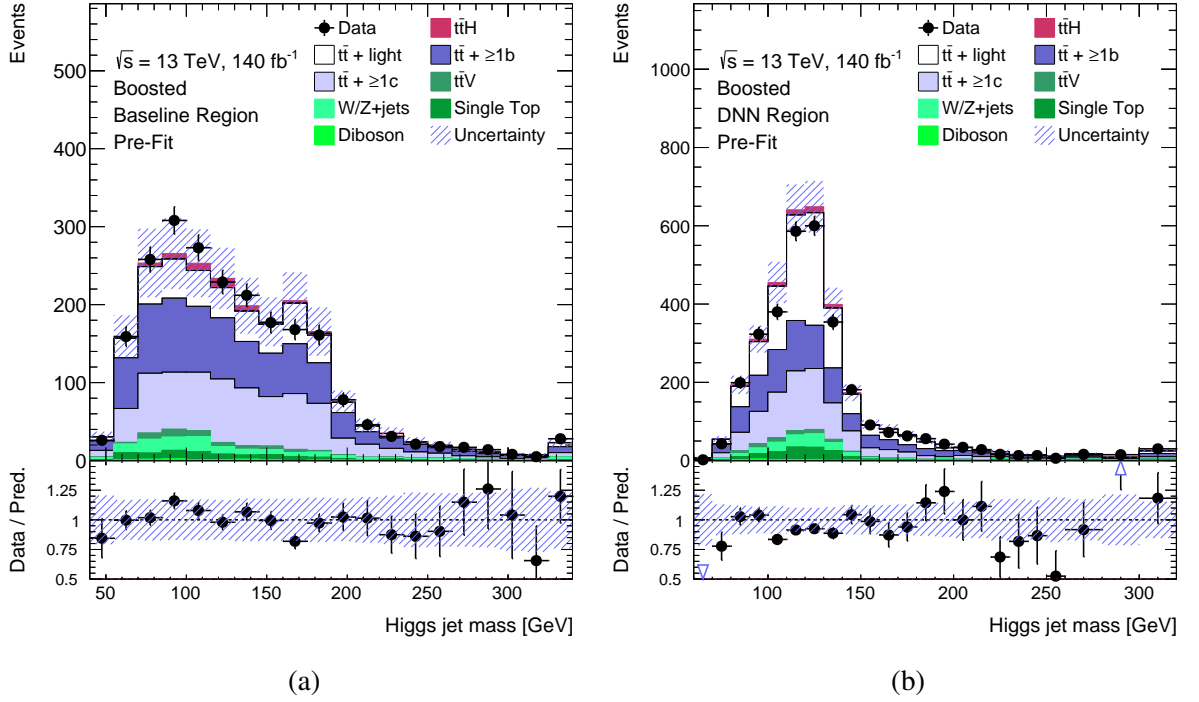 Events
500
400
300
200
100
0
√s = 13 TeV, 140 fb⁻¹
Boosted
Baseline Region
Pre-Fit
Data
tt̄H
tt̄ + light
tt̄ + ≥1b
tt̄ + ≥1c
tt̄V
W/Z+jets
Single Top
Diboson
Uncertainty
Data / Pred.
1.25
1
0.75
0.5
50 100 150 200 250 300
Higgs jet mass [GeV]
(a)
Events
1000
800
600
400
200
0
√s = 13 TeV, 140 fb⁻¹
Boosted
DNN Region
Pre-Fit
Data
tt̄H
tt̄ + light
tt̄ + ≥1b
tt̄ + ≥1c
tt̄V
W/Z+jets
Single Top
Diboson
Uncertainty
Data / Pred.
1.25
1
0.75
0.5
100 150 200 250 300
Higgs jet mass [GeV]
(b)